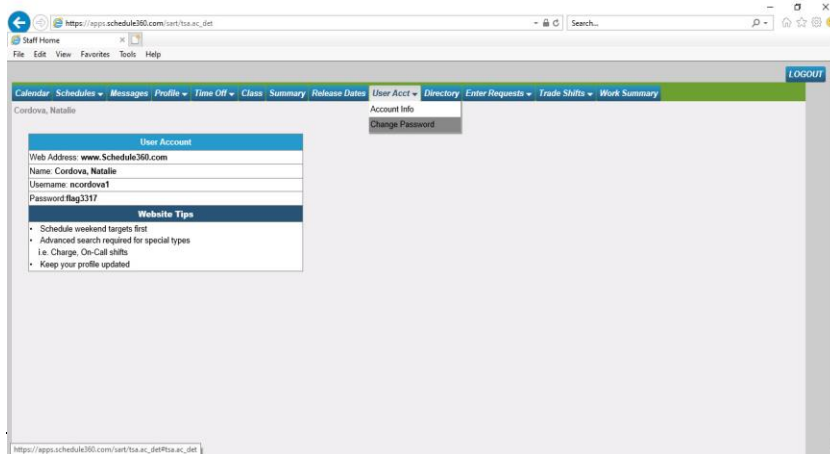 https://apps.schedule360.com/sart/tsa.ac_det
Search...
Staff Home
File Edit View Favorites Tools Help
LOGOUT
Calendar Schedules Messages Profile Time Off Class Summary Release Dates User Acct Directory Enter Requests Trade Shifts Work Summary
Cordova, Natalie
Account Info
Change Password
User Account
Web Address: www.Schedule360.com
Name: Cordova, Natalie
Username: ncordova1
Password:flag3317
Website Tips
• Schedule weekend targets first
• Advanced search required for special types
i.e. Charge, On-Call shifts
• Keep your profile updated
https://apps.schedule360.com/sart/tsa.ac_det#tsa.ac_det